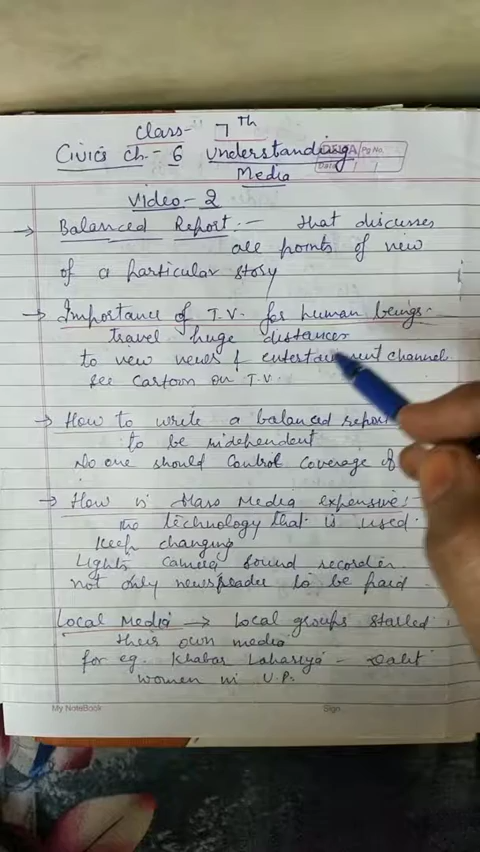 Class- 7th
Civics Ch.- 6 Understanding
Media
Pg No.
Date
Video - 2
→ Balanced Report :- that discusses
all points of view
of a particular story
→ Importance of T.V. for human beings.
travel huge distances
to view news & entertainment channel
see Cartoon on T.V.
→ How to write a balanced report
to be independent
No one should control coverage of
→ How is Mass Media expensive:
the technology that is used.
Keep changing
Lights camera sound recorder.
not only newsreader to be paid
Local Media → Local groups started
their own media
for eg. Khabar Lahariya - Dalit
women in U.P.
My NoteBook
Sign